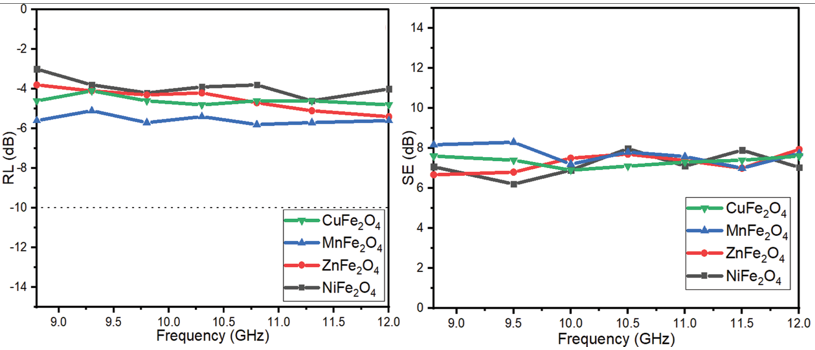 0
-2
-4
-6
-8
-10
-12
-14
RL (dB)
CuFe₂O₄
MnFe₂O₄
ZnFe₂O₄
NiFe₂O₄
9.0 9.5 10.0 10.5 11.0 11.5 12.0
Frequency (GHz)
14
12
10
8
6
4
2
0
SE (dB)
CuFe₂O₄
MnFe₂O₄
ZnFe₂O₄
NiFe₂O₄
9.0 9.5 10.0 10.5 11.0 11.5 12.0
Frequency (GHz)